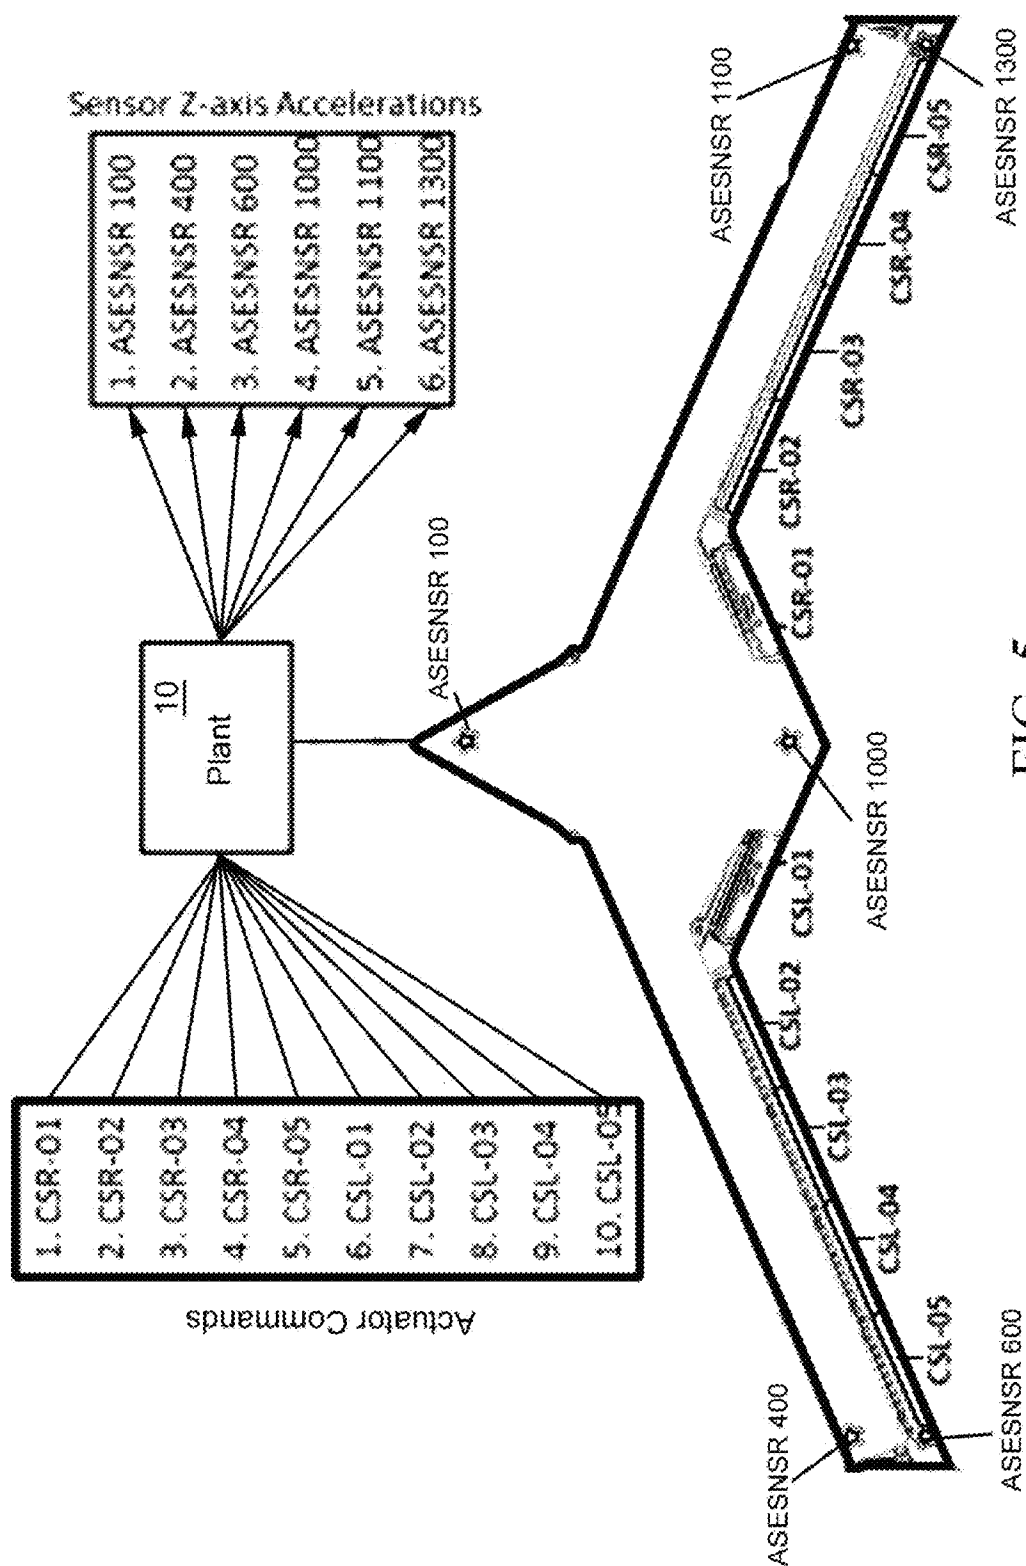 Actuator Commands
1. CSR-01
2. CSR-02
3. CSR-03
4. CSR-04
5. CSR-05
6. CSL-01
7. CSL-02
8. CSL-03
9. CSL-04
10. CSL-05
10
Plant
Sensor Z-axis Accelerations
1. ASESNSR 100
2. ASESNSR 400
3. ASESNSR 600
4. ASESNSR 1000
5. ASESNSR 1100
6. ASESNSR 1300
ASESNSR 400
ASESNSR 100
ASESNSR 1100
CSL-05
CSL-04
CSL-03
CSL-02
CSL-01
CSR-01
CSR-02
CSR-03
CSR-04
CSR-05
ASESNSR 600
ASESNSR 1000
ASESNSR 1300
FIG. 5